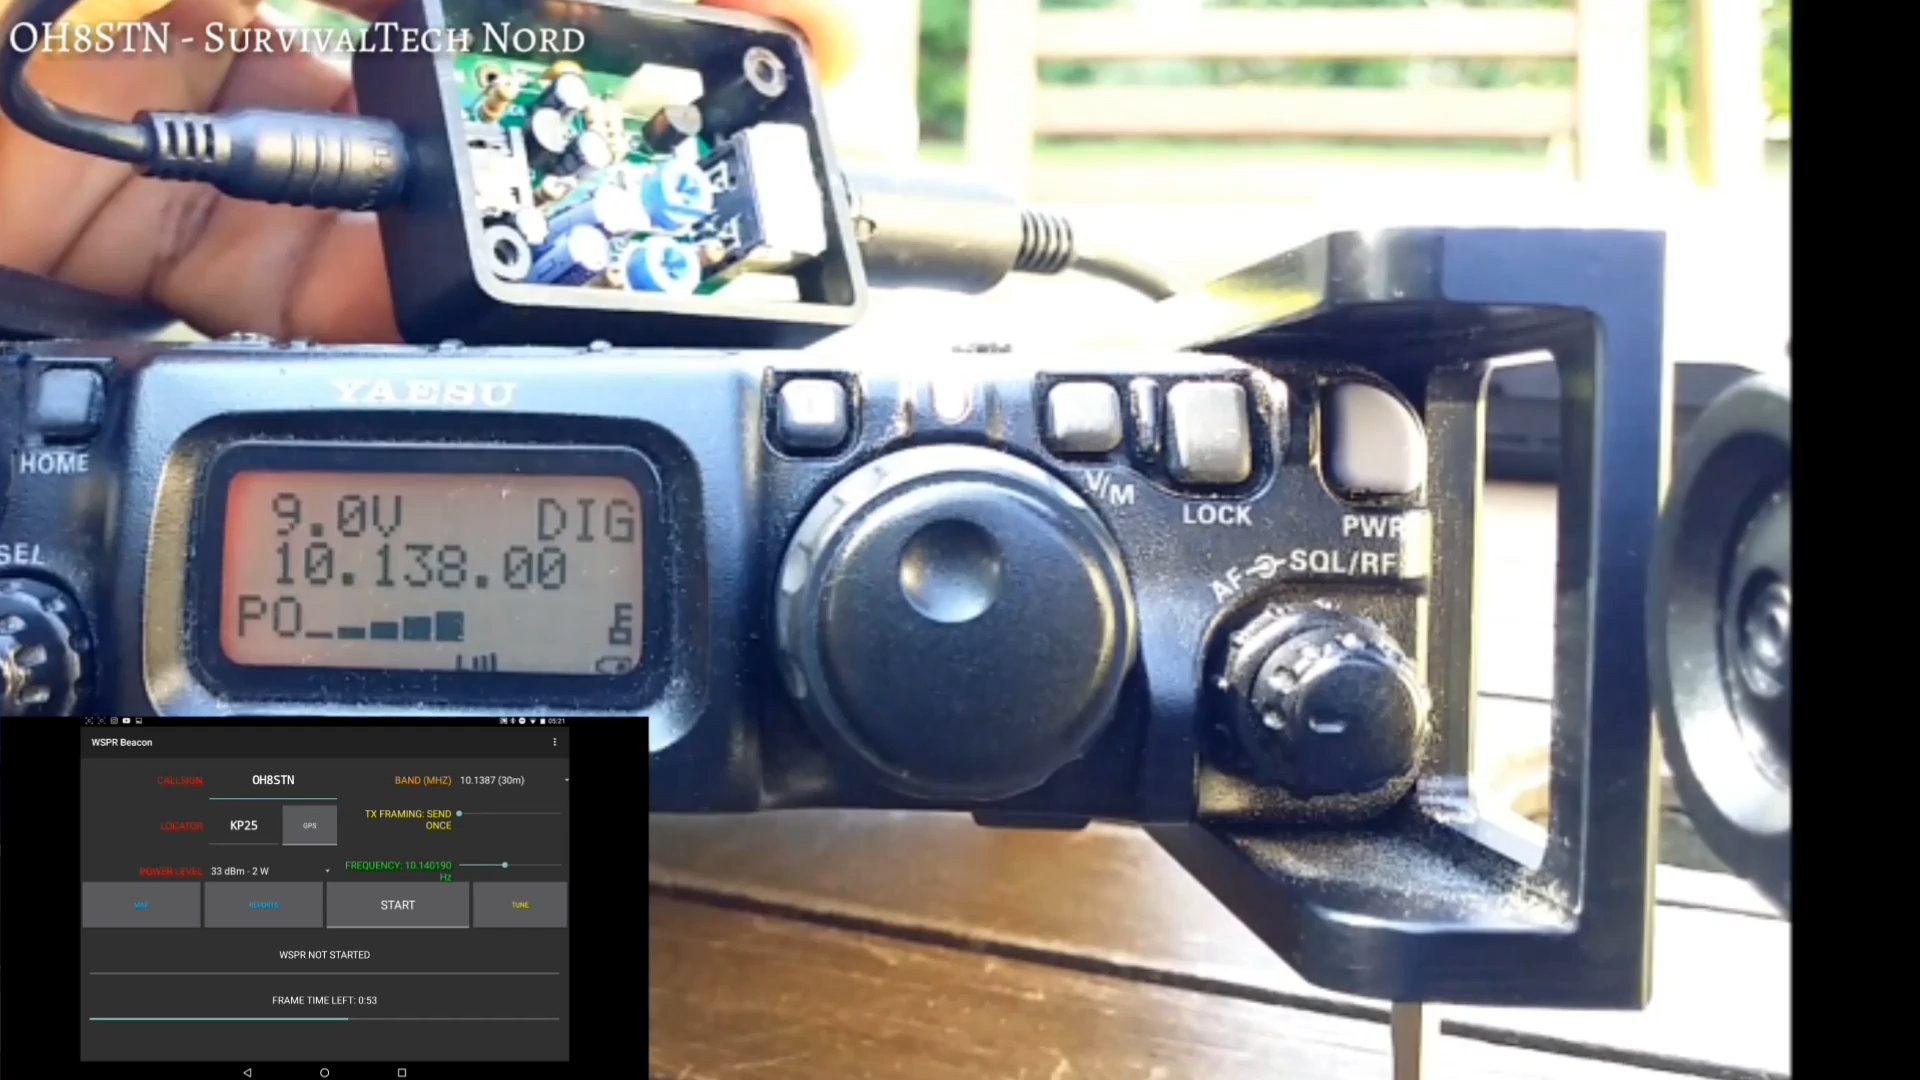 OH8STN - SurvivalTech Nord
YAESU
HOME
V/M
LOCK
PWR
SEL
AF SQL/RF
9.0V DIG
10.138.00
PO
05:21
WSPR Beacon
CALLSIGN OH8STN BAND (MHZ) 10.1387 (30m)
TX FRAMING: SEND
ONCE
LOCATOR KP25 GPS
FREQUENCY: 10.140190
Hz
POWER LEVEL 33 dBm - 2 W
MAP REPORTS START TUNE
WSPR NOT STARTED
FRAME TIME LEFT: 0:53